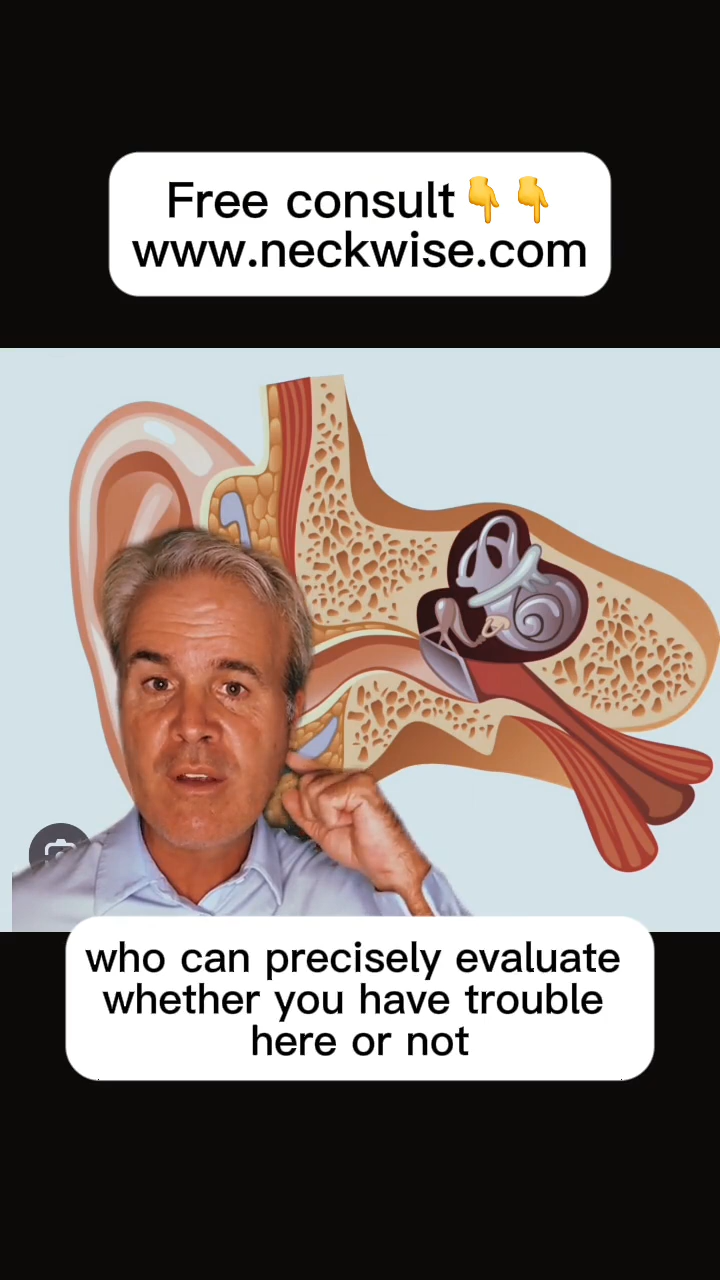 Free consult👇👇
www.neckwise.com
who can precisely evaluate
whether you have trouble
here or not